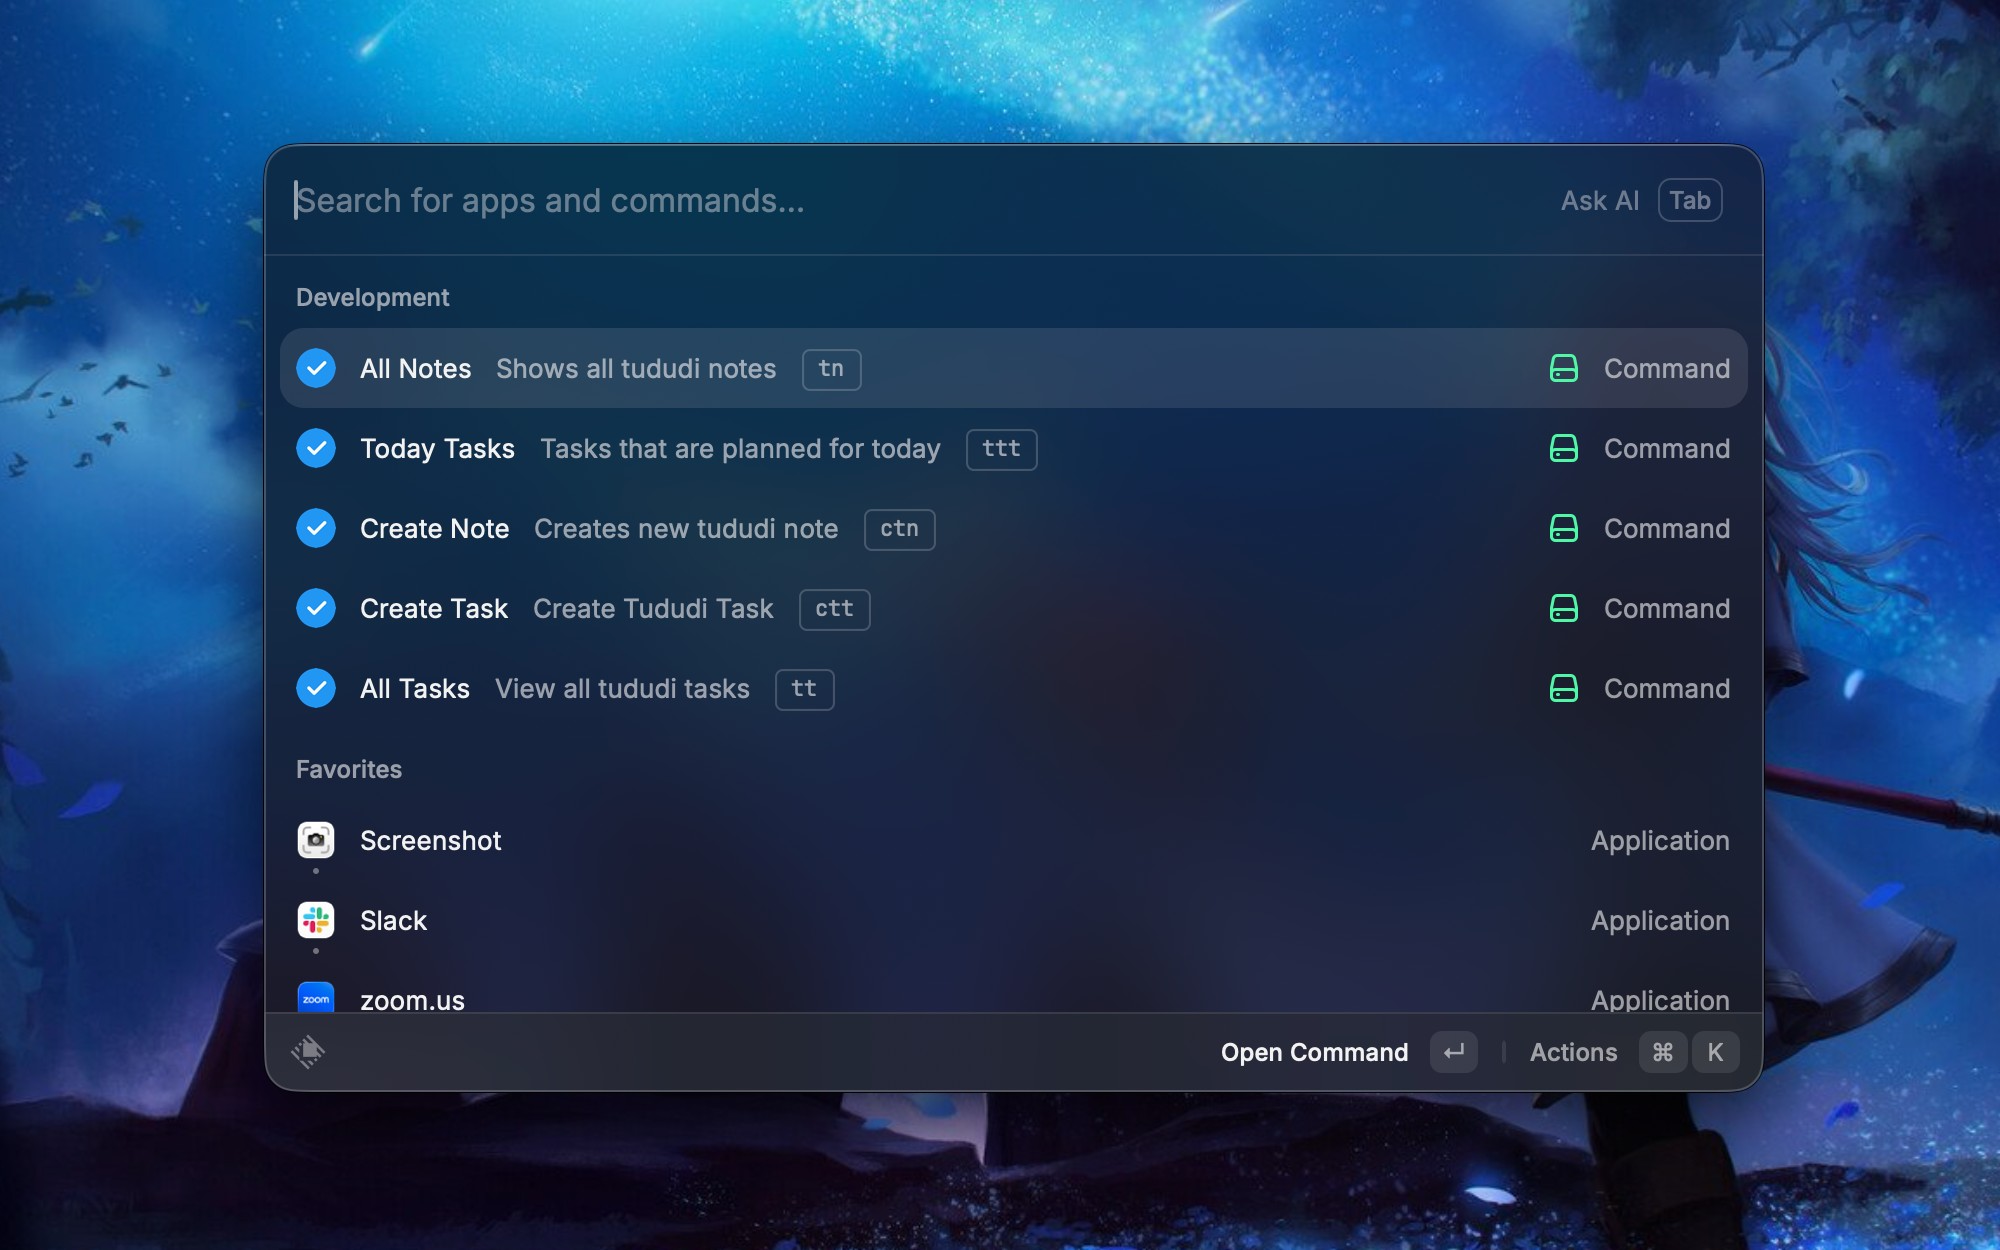 Search for apps and commands... Ask AI Tab
Development
All Notes Shows all tududi notes tn Command
Today Tasks Tasks that are planned for today ttt Command
Create Note Creates new tududi note ctn Command
Create Task Create Tududi Task ctt Command
All Tasks View all tududi tasks tt Command
Favorites
Screenshot Application
Slack Application
zoom zoom.us Application
Open Command ↵ Actions ⌘ K